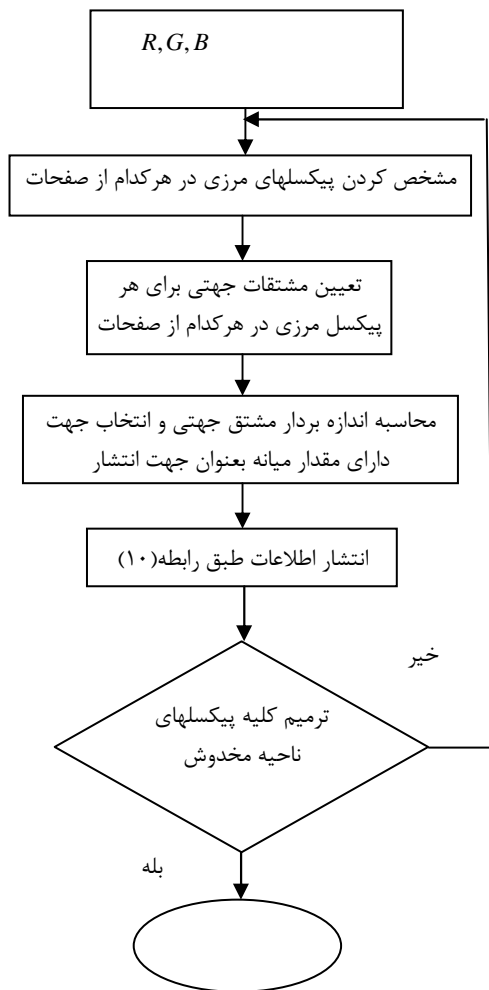 R,G,B
مشخص کردن پیکسلهای مرزی در هرکدام از صفحات
تعیین مشتقات جهتی برای هر
پیکسل مرزی در هرکدام از صفحات
محاسبه اندازه بردار مشتق جهتی و انتخاب جهت
دارای مقدار میانه بعنوان جهت انتشار
انتشار اطلاعات طبق رابطه(۱۰)
خیر
ترمیم کلیه پیکسلهای
ناحیه مخدوش
بله